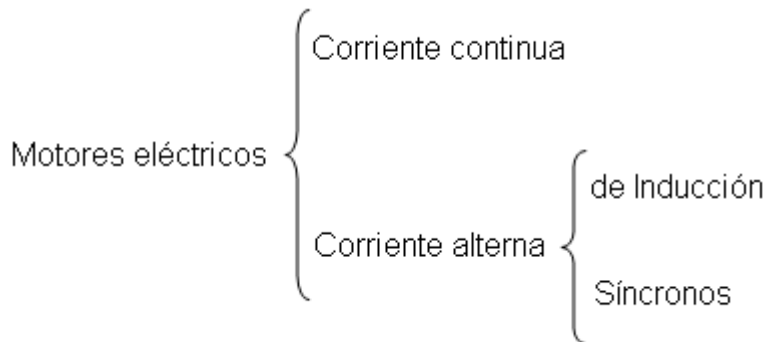 Corriente continua
Motores eléctricos
de Inducción
Corriente alterna
Síncronos